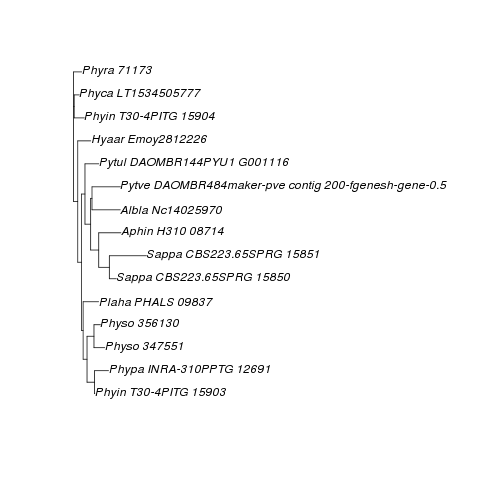 Phyra 71173
Phyca LT1534505777
Phyin T30-4PITG 15904
Hyaar Emoy2812226
Pytul DAOMBR144PYU1 G001116
Pytve DAOMBR484maker-pve contig 200-fgenesh-gene-0.5
Albla Nc14025970
Aphin H310 08714
Sappa CBS223.65SPRG 15851
Sappa CBS223.65SPRG 15850
Plaha PHALS 09837
Physo 356130
Physo 347551
Phypa INRA-310PPTG 12691
Phyin T30-4PITG 15903